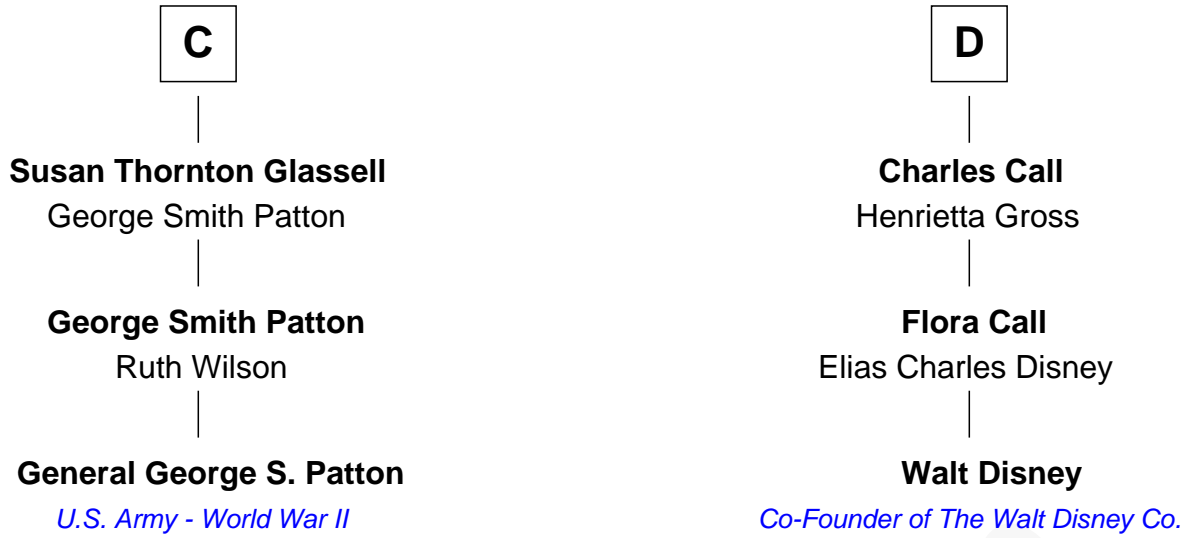 C
Susan Thornton Glassell
George Smith Patton
George Smith Patton
Ruth Wilson
General George S. Patton
U.S. Army - World War II
D
Charles Call
Henrietta Gross
Flora Call
Elias Charles Disney
Walt Disney
Co-Founder of The Walt Disney Co.